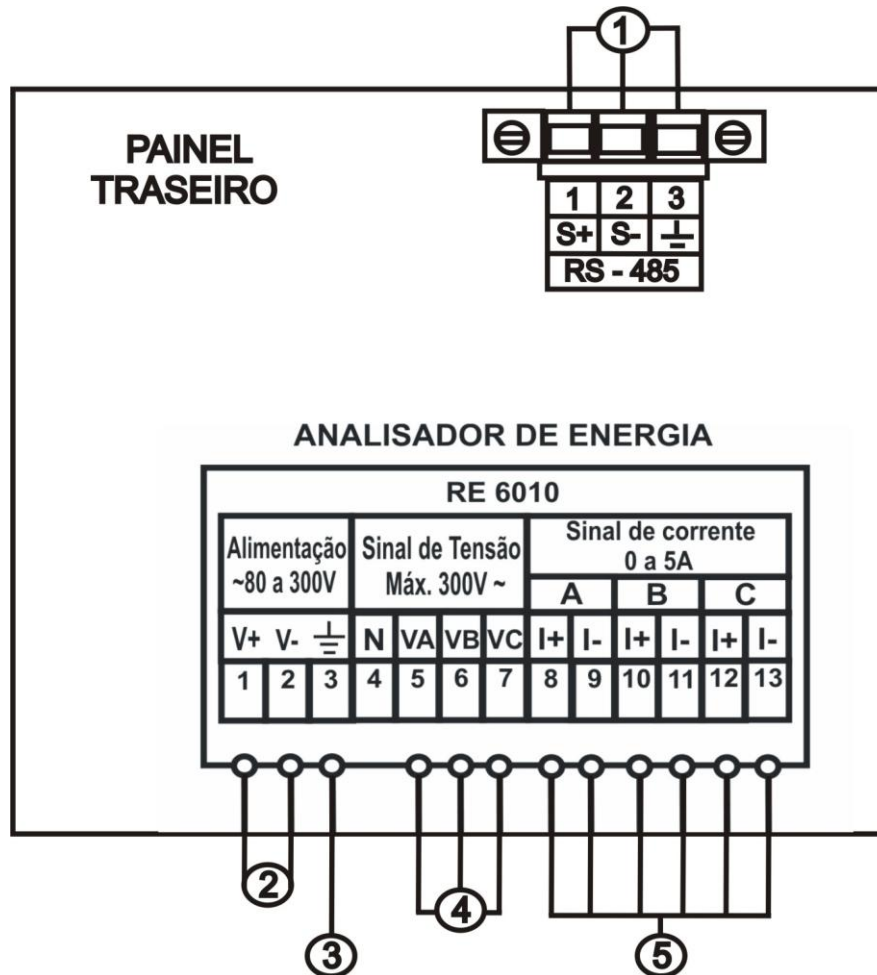 1
PAINEL
TRASEIRO
1 2 3
S+ S-
RS - 485
ANALISADOR DE ENERGIA
RE 6010
Alimentação
~80 a 300V
Sinal de Tensão
Máx. 300V ~
Sinal de corrente
0 a 5A
A B C
V+ V- N VA VB VC I+ I- I+ I- I+ I-
1 2 3 4 5 6 7 8 9 10 11 12 13
2
4
3
5